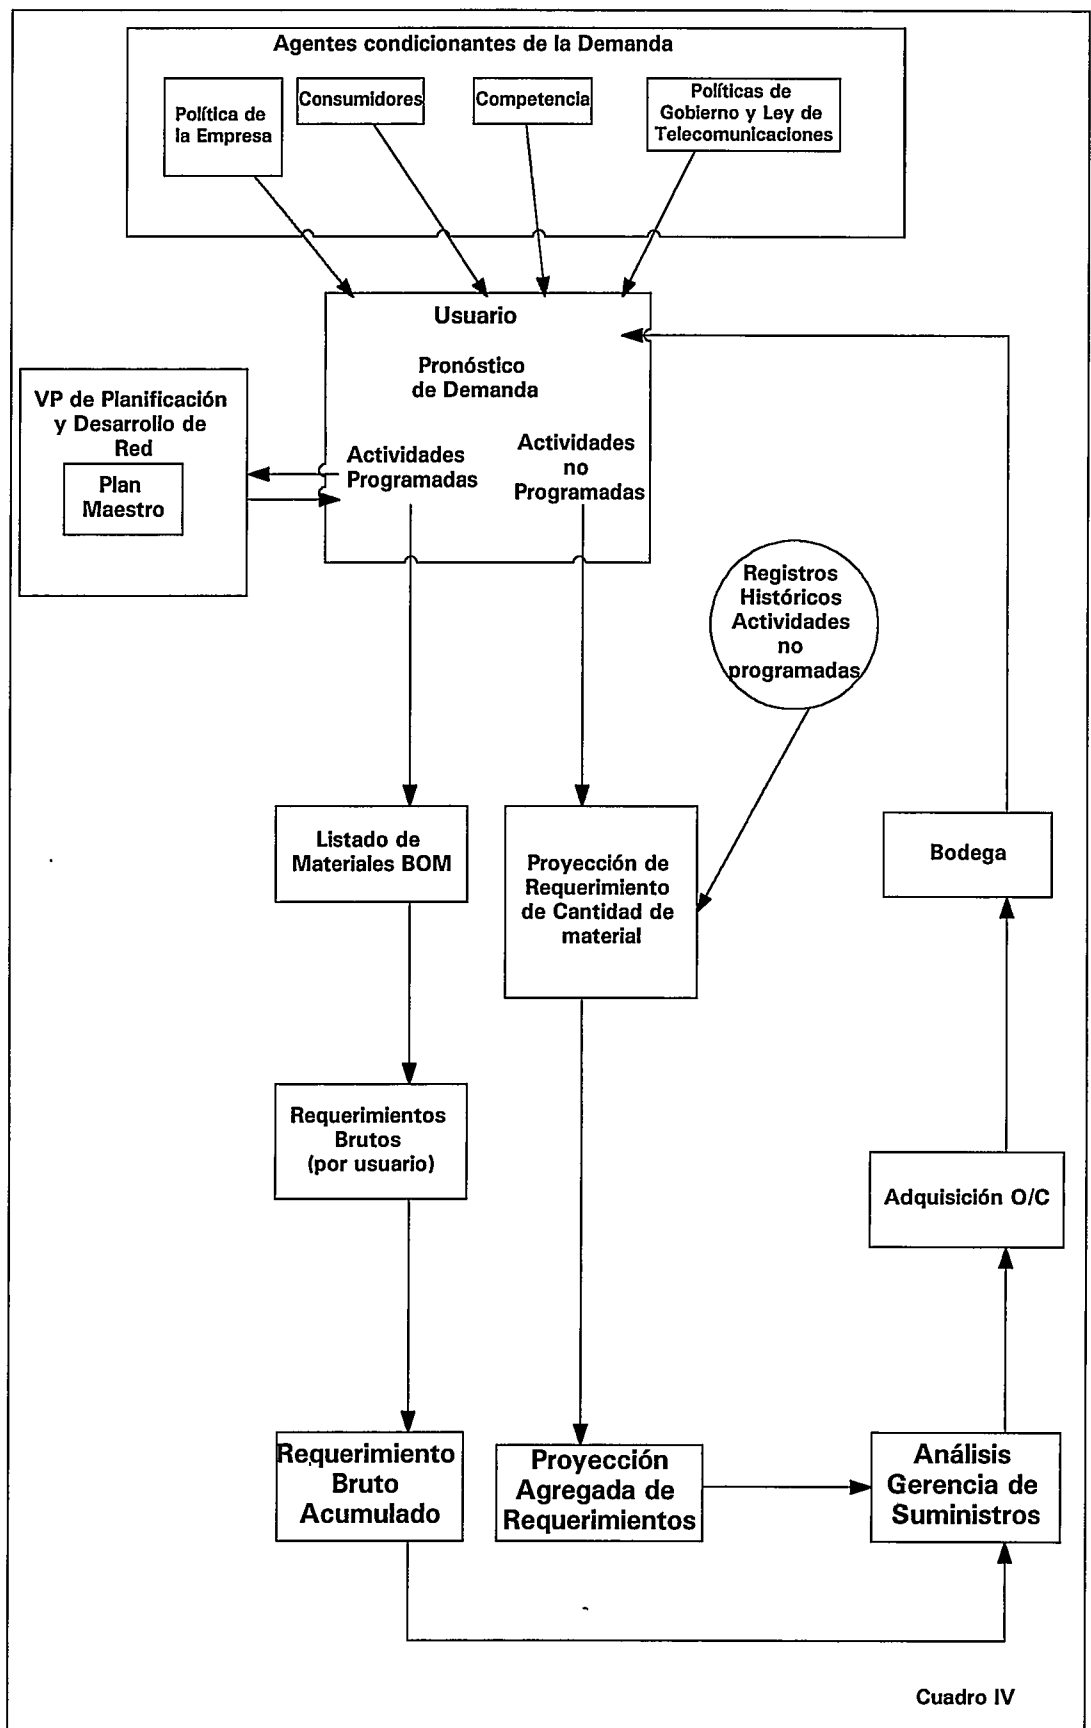 Agentes condicionantes de la Demanda
Política de
la Empresa
Consumidores
Competencia
Políticas de
Gobierno y Ley de
Telecomunicaciones
Usuario
Pronóstico
de Demanda
VP de Planificación
y Desarrollo de
Red
Plan
Maestro
Actividades
Programadas
Actividades
no
Programadas
Registros
Históricos
Actividades
no
programadas
Listado de
Materiales BOM
Proyección de
Requerimiento
de Cantidad de
material
Bodega
Requerimientos
Brutos
(por usuario)
Adquisición O/C
Requerimiento
Bruto
Acumulado
Proyección
Agregada de
Requerimientos
Análisis
Gerencia de
Suministros
Cuadro IV